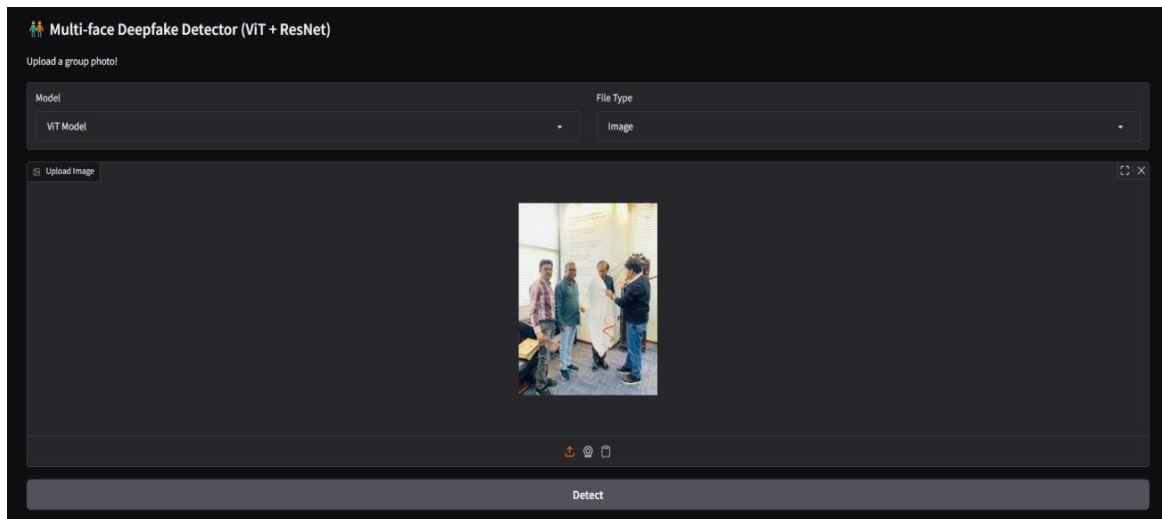 Multi-face Deepfake Detector (ViT + ResNet)
Upload a group photo!
Model
File Type
ViT Model
Image
Upload Image
Detect